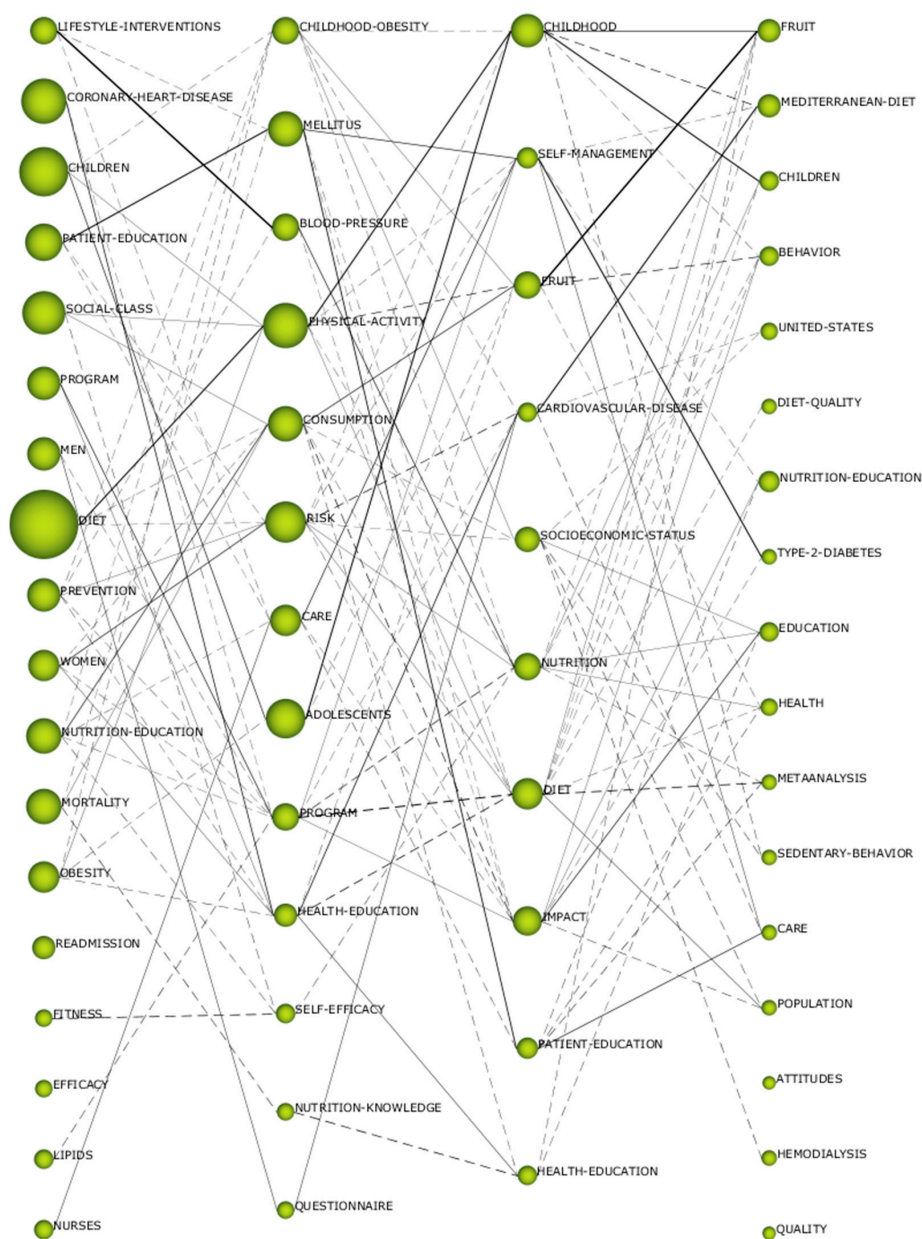 LIFESTYLE-INTERVENTIONS
CORONARY-HEART-DISEASE
CHILDREN
PATIENT-EDUCATION
SOCIAL-CLASS
PROGRAM
MEN
DIET
PREVENTION
WOMEN
NUTRITION-EDUCATION
MORTALITY
OBESITY
READMISSION
FITNESS
EFFICACY
LIPIDS
NURSES
CHILDHOOD-OBESITY
MELLITUS
BLOOD-PRESSURE
PHYSICAL-ACTIVITY
CONSUMPTION
RISK
CARE
ADOLESCENTS
PROGRAM
HEALTH-EDUCATION
SELF-EFFICACY
NUTRITION-KNOWLEDGE
QUESTIONNAIRE
CHILDHOOD
SELF-MANAGEMENT
FRUIT
CARDIOVASCULAR-DISEASE
SOCIOECONOMIC-STATUS
NUTRITION
DIET
IMPACT
PATIENT-EDUCATION
HEALTH-EDUCATION
FRUIT
MEDITERRANEAN-DIET
CHILDREN
BEHAVIOR
UNITED-STATES
DIET-QUALITY
NUTRITION-EDUCATION
TYPE-2-DIABETES
EDUCATION
HEALTH
METAANALYSIS
SEDENTARY-BEHAVIOR
CARE
POPULATION
ATTITUDES
HEMODIALYSIS
QUALITY